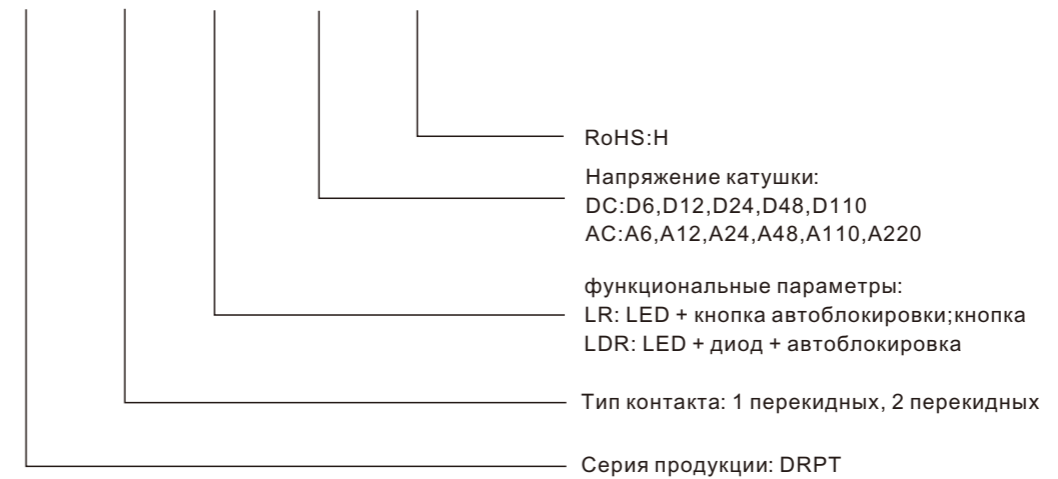 RoHS:H
Напряжение катушки:
DC:D6,D12,D24,D48,D110
AC:A6,A12,A24,A48,A110,A220
функциональные параметры:
LR: LED + кнопка автоблокировки;кнопка
LDR: LED + диод + автоблокировка
Тип контакта: 1 перекидных, 2 перекидных
Серия продукции: DRPT